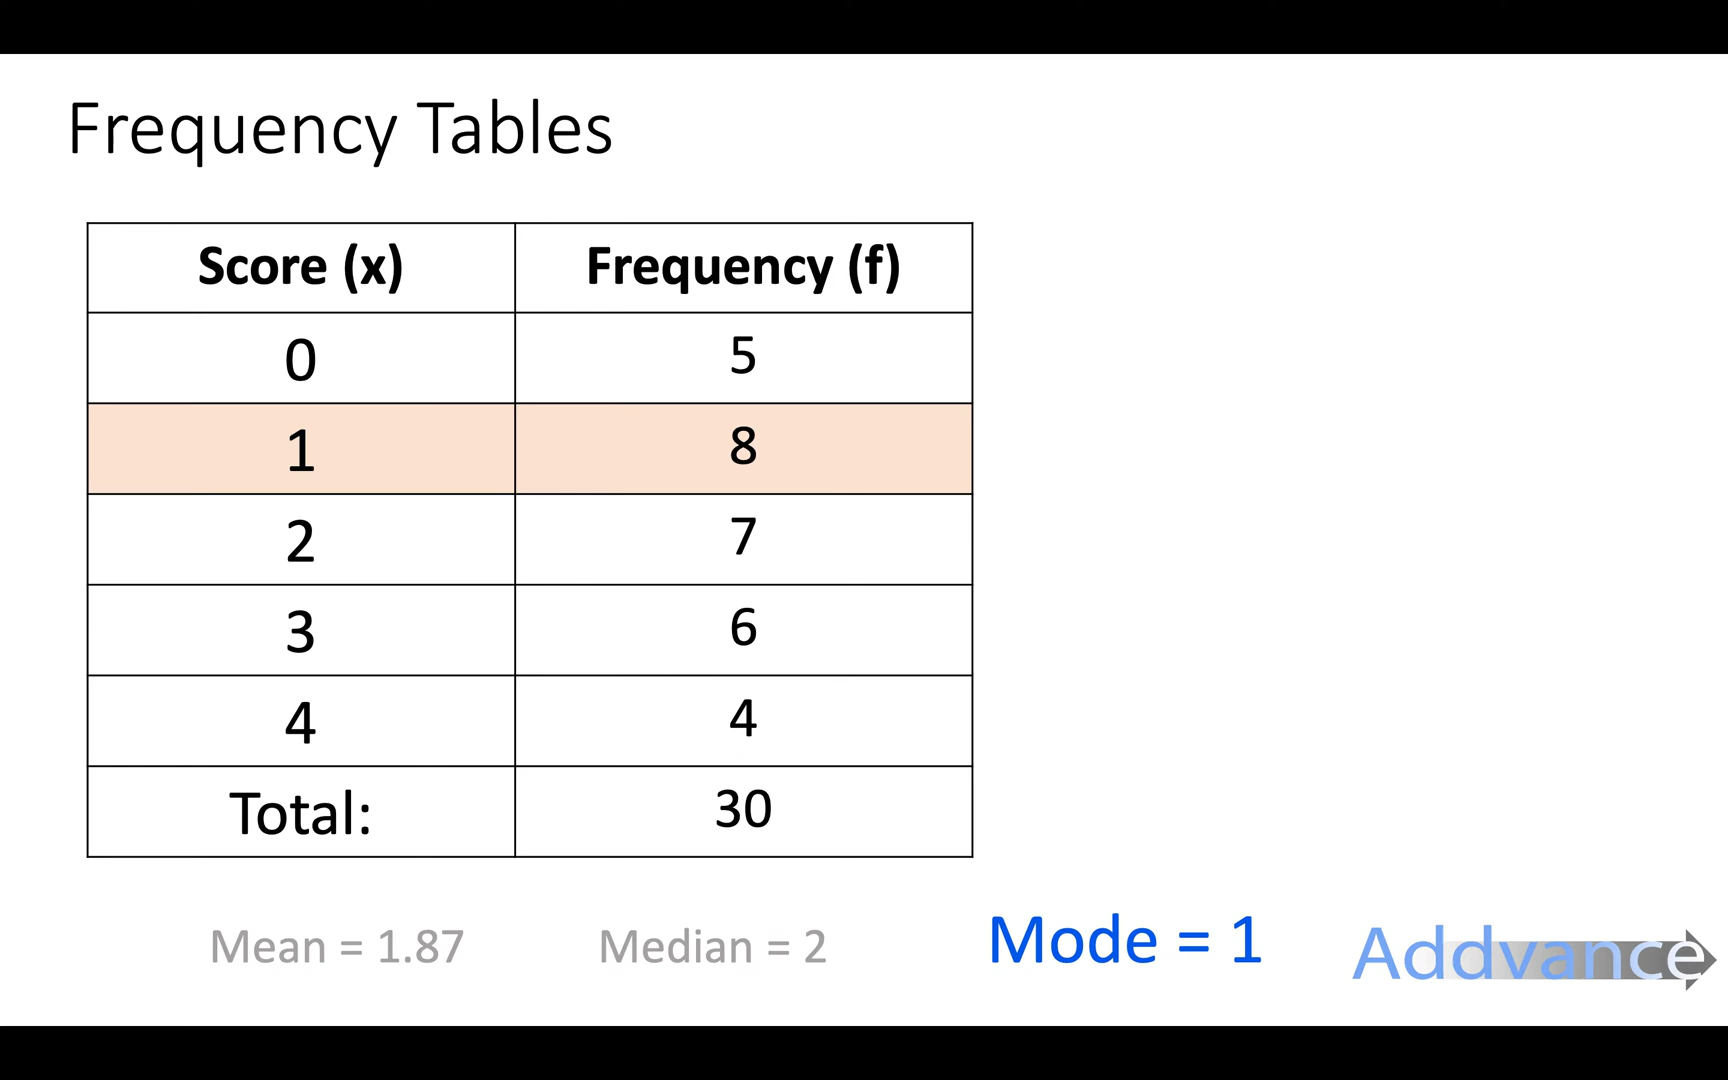 Frequency Tables
Score (x) Frequency (f)
0 5
1 8
2 7
3 6
4 4
Total: 30
Mean = 1.87 Median = 2 Mode = 1 Addvance